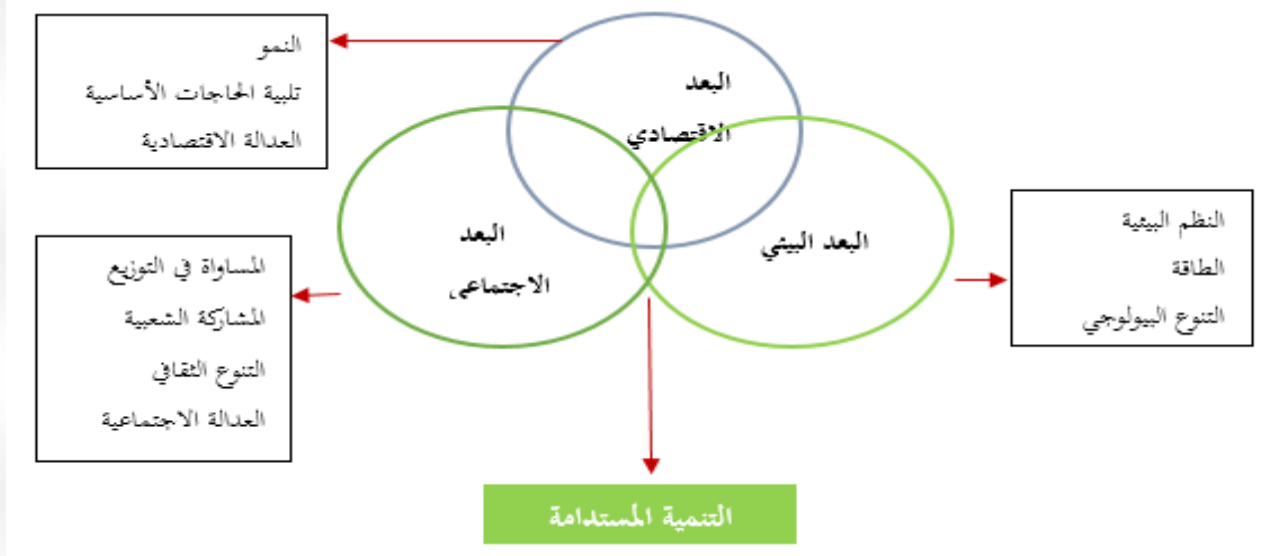 النمو
تلبية الحاجات الأساسية
العدالة الاقتصادية
البعد
الاقتصادي
البعد
الاجتماعي
البعد البيئي
النظم البيئية
الطاقة
التنوع البيولوجي
المساواة في التوزيع
المشاركة الشعبية
التنوع الثقافي
العدالة الاجتماعية
التنمية المستدامة